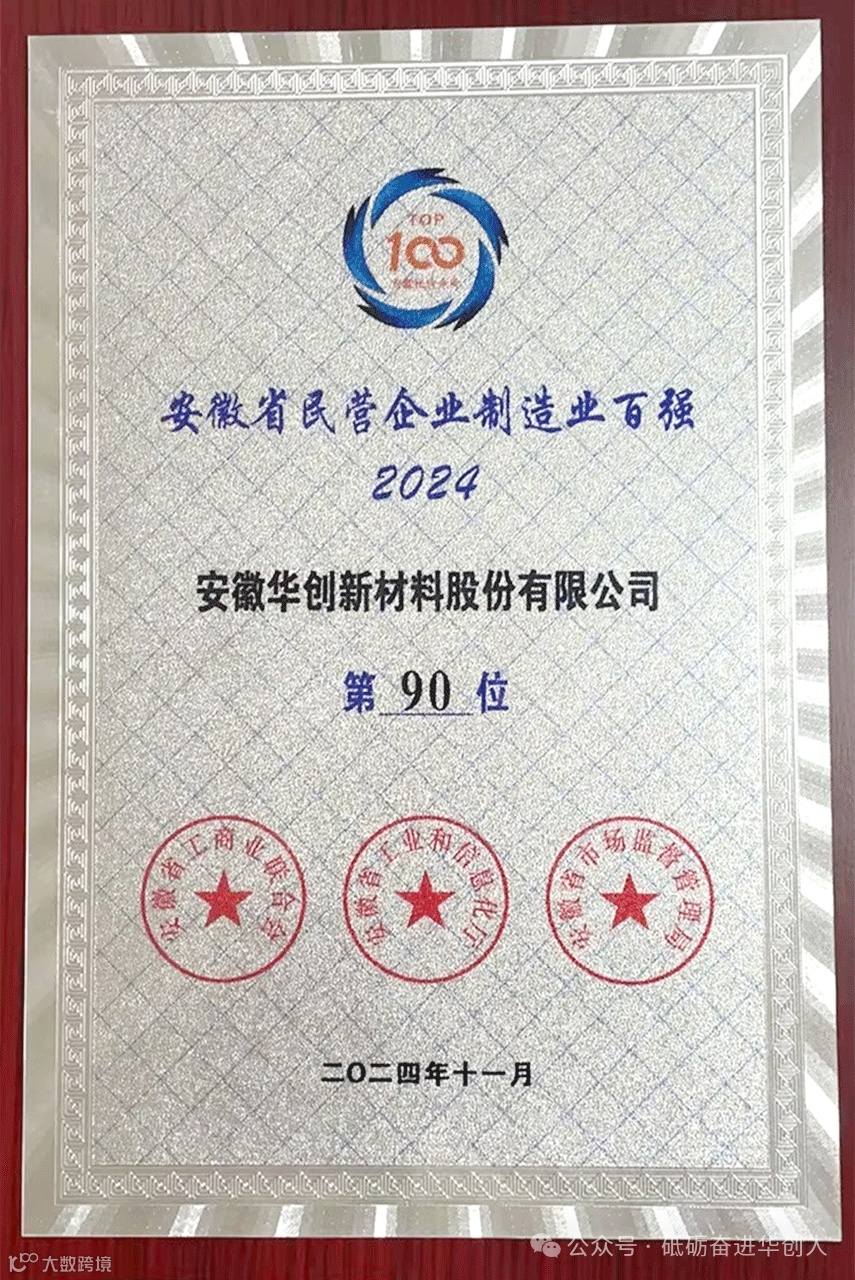 TOP
100
安徽省民营企业制造业百强
2024
安徽华创新材料股份有限公司
第 90 位
安徽省工商业联合会
安徽省工业和信息化厅
安徽省市场监督管理局
二〇二四年十一月
公众号 · 砥砺奋进华创人
大数跨境